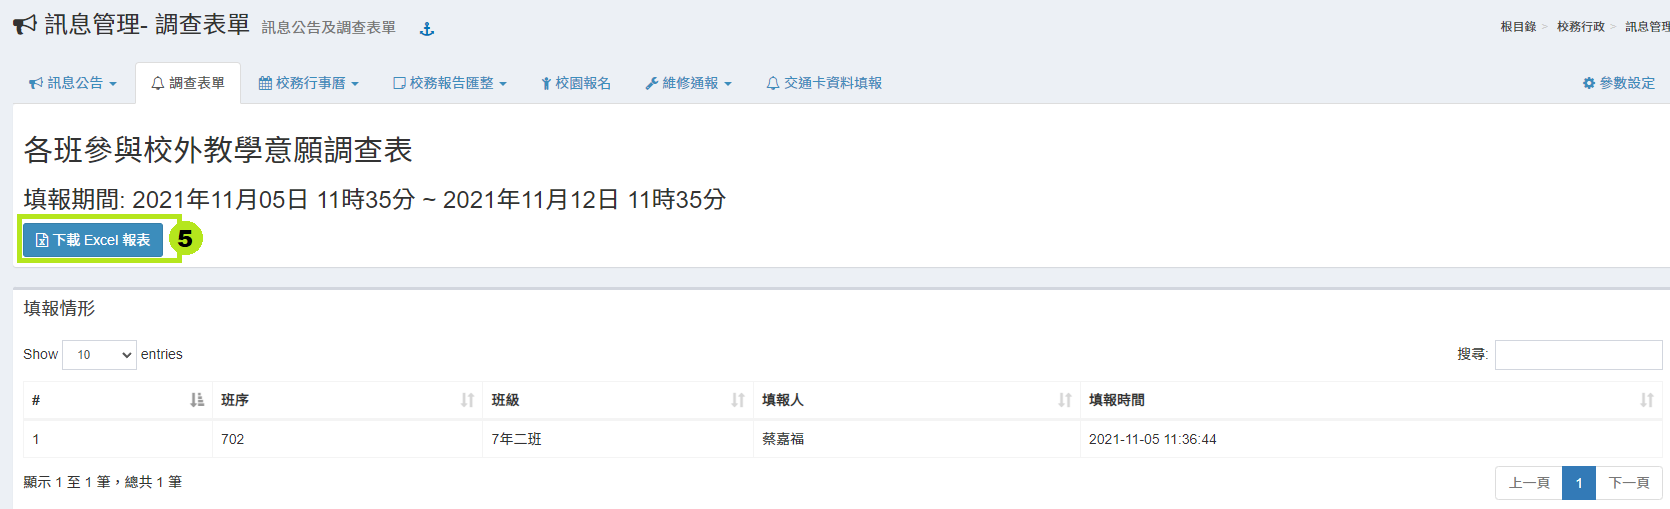 訊息管理- 調查表單 訊息公告及調查表單
根目錄 > 校務行政 > 訊息管理
訊息公告 調查表單 校務行事曆 校務報告匯整 校園報名 維修通報 交通卡資料填報 參數設定
各班參與校外教學意願調查表
填報期間: 2021年11月05日 11時35分 ~ 2021年11月12日 11時35分
下載 Excel 報表 5
填報情形
Show 10 entries 搜尋:
# 班序 班級 填報人 填報時間
1 702 7年二班 蔡嘉福 2021-11-05 11:36:44
顯示 1 至 1 筆，總共 1 筆 上一頁 1 下一頁